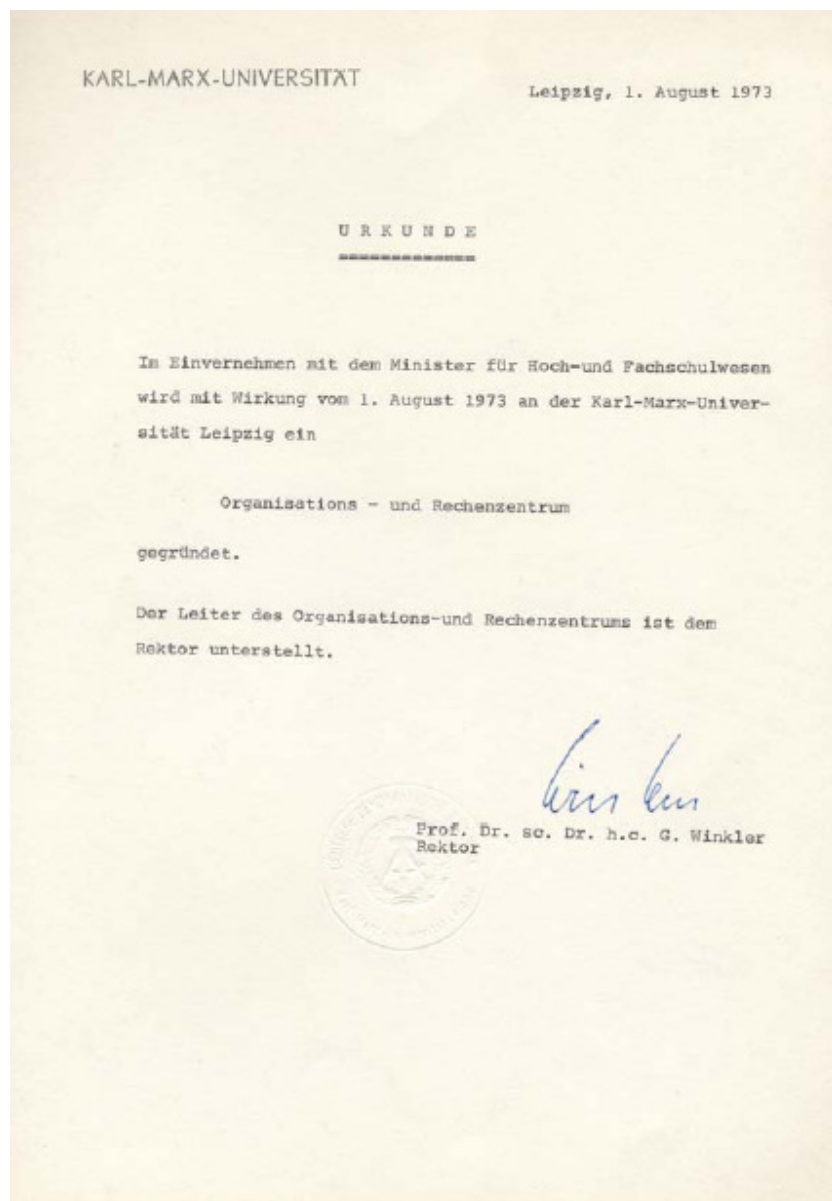 KARL-MARX-UNIVERSITÄT
Leipzig, 1. August 1973
U R K U N D E
=============
Im Einvernehmen mit dem Minister für Hoch-und Fachschulwesen
wird mit Wirkung vom 1. August 1973 an der Karl-Marx-Univer-
sität Leipzig ein
Organisations - und Rechenzentrum
gegründet.
Der Leiter des Organisations-und Rechenzentrums ist dem
Rektor unterstellt.
Prof. Dr. sc. Dr. h.c. G. Winkler
Rektor